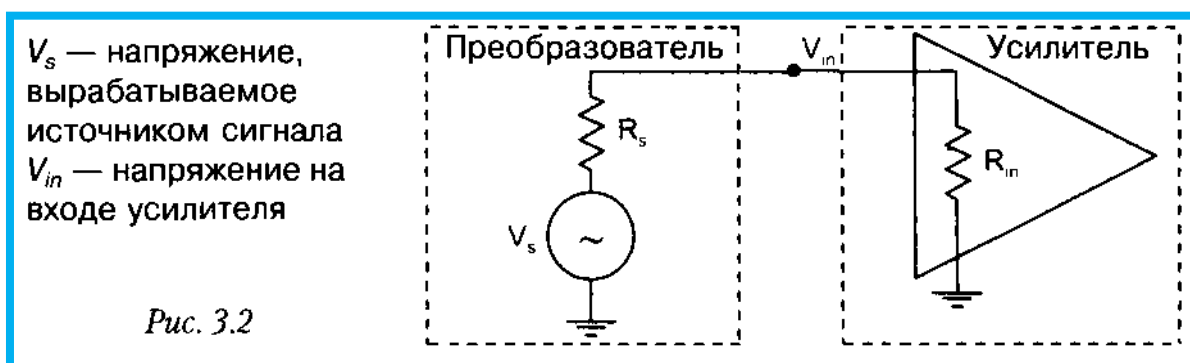 V_s — напряжение,
вырабатываемое
источником сигнала
V_in — напряжение на
входе усилителя
Рис. 3.2
Преобразователь
V_in
Усилитель
R_s
R_in
V_s
~